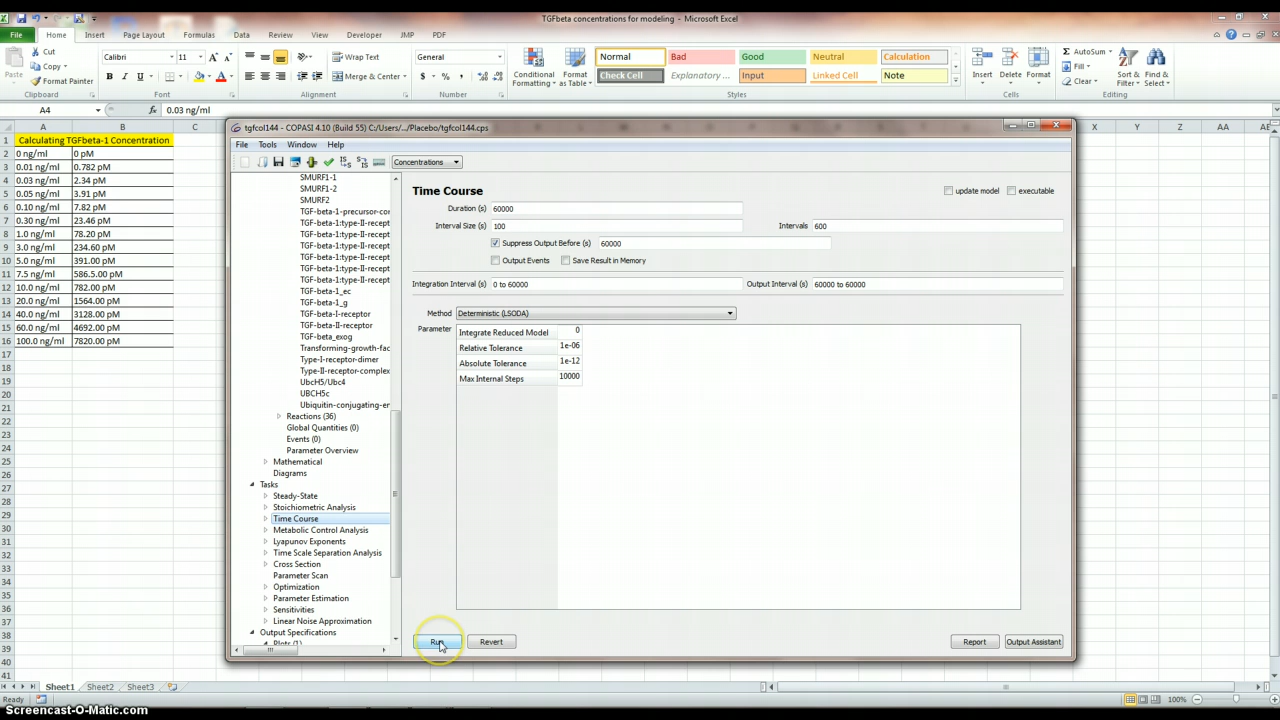 TGFbeta concentrations for modeling - Microsoft Excel
File Home Insert Page Layout Formulas Data Review View Developer JMP PDF
Cut
Copy
Format Painter
Paste
Clipboard
Calibri 11
B I U
Font
Wrap Text
Merge & Center
Alignment
General
$ % ,
Number
Conditional Formatting
Format as Table
Normal Bad Good Neutral Calculation
Check Cell Explanatory... Input Linked Cell Note
Styles
Insert Delete Format
Cells
AutoSum
Fill
Clear
Sort & Filter
Find & Select
Editing
A4 fx 0.03 ng/ml
A B C X Y Z AA AB
1 Calculating TGFbeta-1 Concentration
2 0 ng/ml 0 pM
3 0.01 ng/ml 0.782 pM
4 0.03 ng/ml 2.34 pM
5 0.05 ng/ml 3.91 pM
6 0.10 ng/ml 7.82 pM
7 0.30 ng/ml 23.46 pM
8 1.0 ng/ml 78.20 pM
9 3.0 ng/ml 234.60 pM
10 5.0 ng/ml 391.00 pM
11 7.5 ng/ml 586.5.00 pM
12 10.0 ng/ml 782.00 pM
13 20.0 ng/ml 1564.00 pM
14 40.0 ng/ml 3128.00 pM
15 60.0 ng/ml 4692.00 pM
16 100.0 ng/ml 7820.00 pM
17
18
19
20
21
22
23
24
25
26
27
28
29
30
31
32
33
34
35
36
37
38
39
40
41
tgfcol144 - COPASI 4.10 (Build 55) C:/Users/.../Placebo/tgfcol144.cps
File Tools Window Help
Concentrations
SMURF1-1
SMURF1-2
SMURF2
TGF-beta-1-precursor-cor
TGF-beta-1:type-II-recept
TGF-beta-1:type-II-recept
TGF-beta-1:type-II-recept
TGF-beta-1:type-II-recept
TGF-beta-1:type-II-recept
TGF-beta-1:type-II-recept
TGF-beta-1_ec
TGF-beta-1_g
TGF-beta-I-receptor
TGF-beta-II-receptor
TGF-beta_exog
Transforming-growth-fac
Type-I-receptor-dimer
Type-II-receptor-complex
UbcH5/Ubc4
UBCH5c
Ubiquitin-conjugating-er
Reactions (36)
Global Quantities (0)
Events (0)
Parameter Overview
Mathematical
Diagrams
Tasks
Steady-State
Stoichiometric Analysis
Time Course
Metabolic Control Analysis
Lyapunov Exponents
Time Scale Separation Analysis
Cross Section
Parameter Scan
Optimization
Parameter Estimation
Sensitivities
Linear Noise Approximation
Output Specifications
Plots (1)
Time Course
update model executable
Duration (s) 60000
Interval Size (s) 100 Intervals 600
Suppress Output Before (s) 60000
Output Events Save Result in Memory
Integration Interval (s) 0 to 60000 Output Interval (s) 60000 to 60000
Method Deterministic (LSODA)
Parameter
Integrate Reduced Model 0
Relative Tolerance 1e-06
Absolute Tolerance 1e-12
Max Internal Steps 10000
Run Revert Report Output Assistant
Sheet1 Sheet2 Sheet3
Ready 100%
Screencast-O-Matic.com